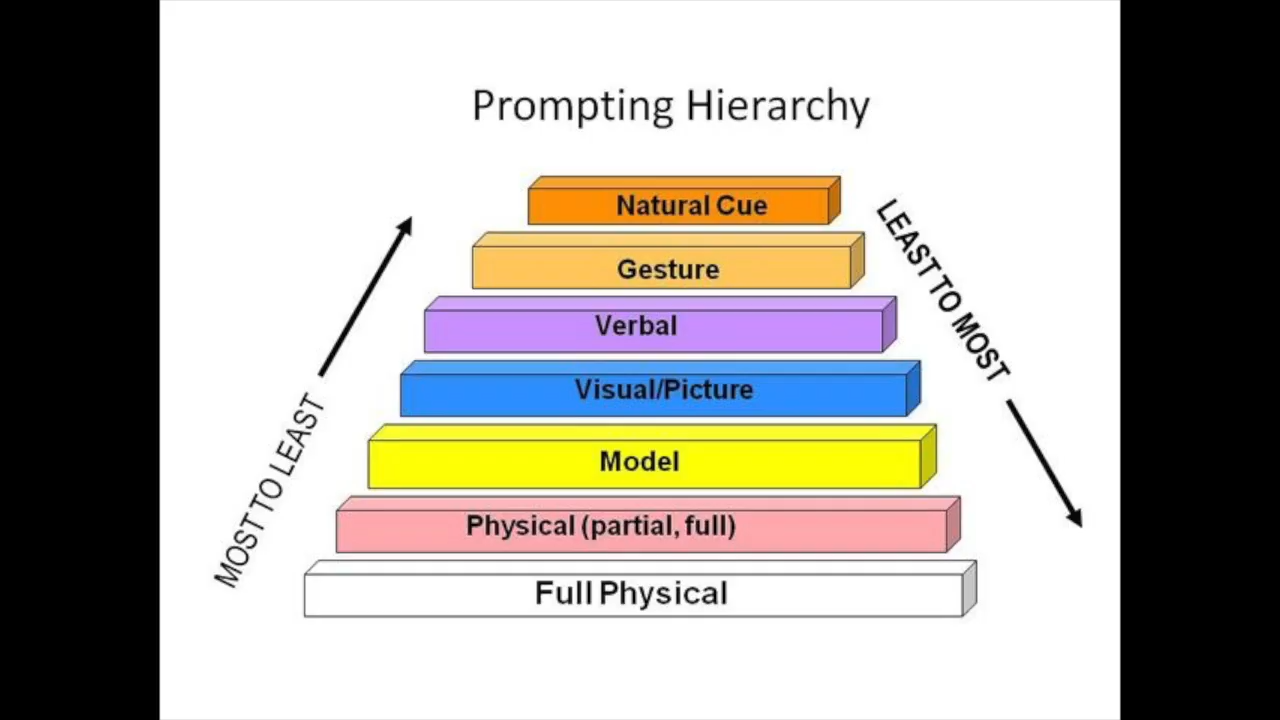 Prompting Hierarchy
Natural Cue
Gesture
Verbal
Visual/Picture
Model
Physical (partial, full)
Full Physical
MOST TO LEAST
LEAST TO MOST